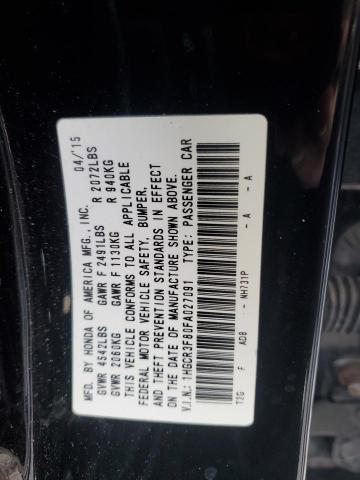 MFD. BY HONDA OF AMERICA MFG., INC. 04/'15
GVWR 4542LBS GAWR F 2491LBS R 2072LBS
GVWR 2060KG GAWR F 1130KG R 940KG
THIS VEHICLE CONFORMS TO ALL APPLICABLE
FEDERAL MOTOR VEHICLE SAFETY, BUMPER,
AND THEFT PREVENTION STANDARDS IN EFFECT
ON THE DATE OF MANUFACTURE SHOWN ABOVE.
V.I.N.: 1HGCR3F80FA027091 TYPE: PASSENGER CAR
T2G F AD8 - NH731P - A - A